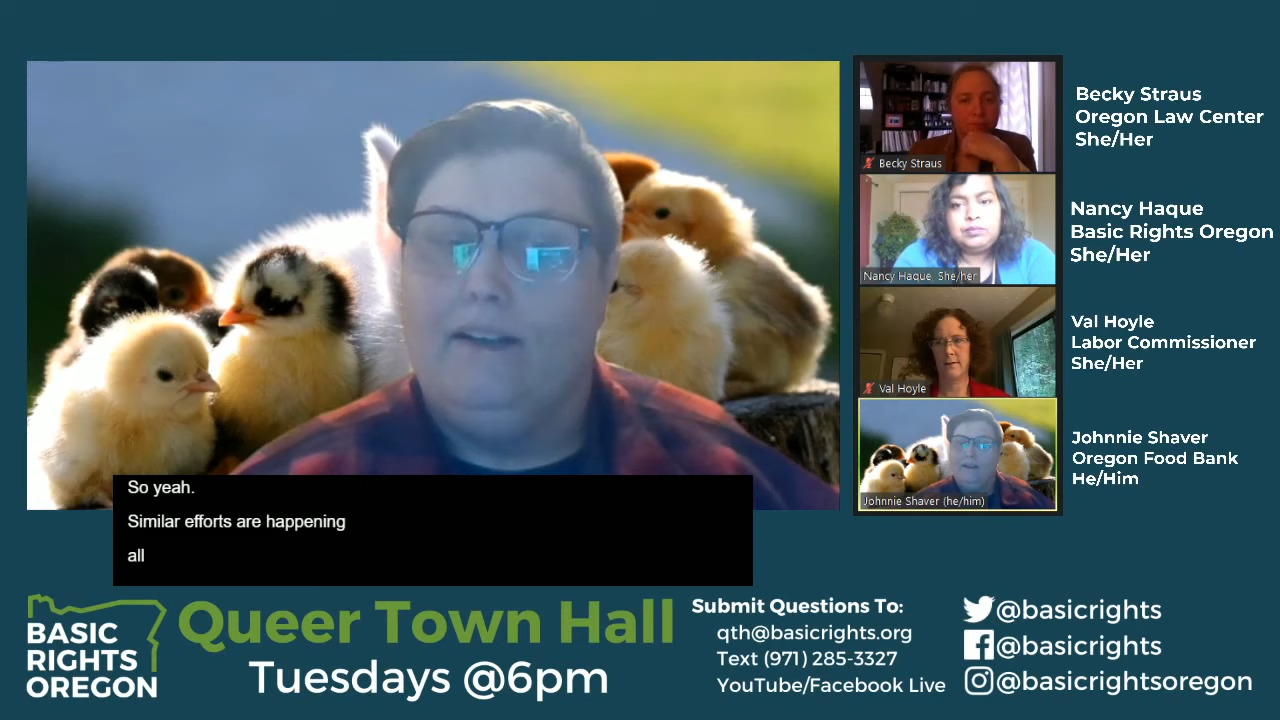 Becky Straus
Oregon Law Center
She/Her
Becky Straus
Nancy Haque
Basic Rights Oregon
She/Her
Nancy Haque, She/her
Val Hoyle
Labor Commissioner
She/Her
Val Hoyle
Johnnie Shaver
Oregon Food Bank
He/Him
Johnnie Shaver (he/him)
So yeah.
Similar efforts are happening
all
BASIC
RIGHTS
OREGON
Queer Town Hall
Tuesdays @6pm
Submit Questions To:
qth@basicrights.org
Text (971) 285-3327
YouTube/Facebook Live
@basicrights
@basicrights
@basicrightsoregon